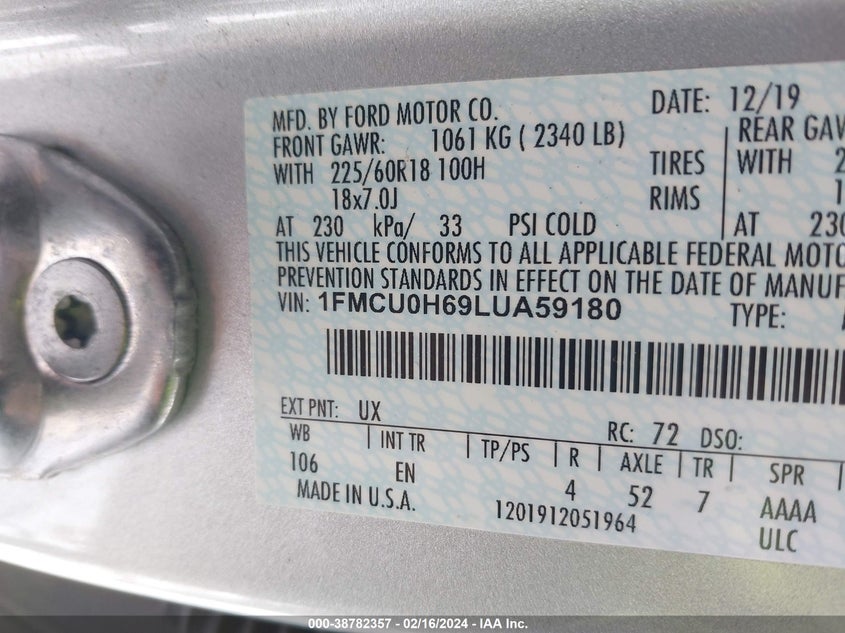 MFD. BY FORD MOTOR CO. DATE: 12/19
FRONT GAWR: 1061 KG ( 2340 LB) REAR GAW
WITH 225/60R18 100H TIRES WITH 2
18x7.0J RIMS 1
AT 230 kPa/ 33 PSI COLD AT 230
THIS VEHICLE CONFORMS TO ALL APPLICABLE FEDERAL MOTO
PREVENTION STANDARDS IN EFFECT ON THE DATE OF MANUF
VIN: 1FMCU0H69LUA59180 TYPE:
EXT PNT: UX RC: 72 DSO:
WB | INT TR | TP/PS | R | AXLE | TR | SPR
106 EN 4 52 7 AAAA
MADE IN U.S.A. 1201912051964 ULC
000-38782357 - 02/16/2024 - IAA Inc.